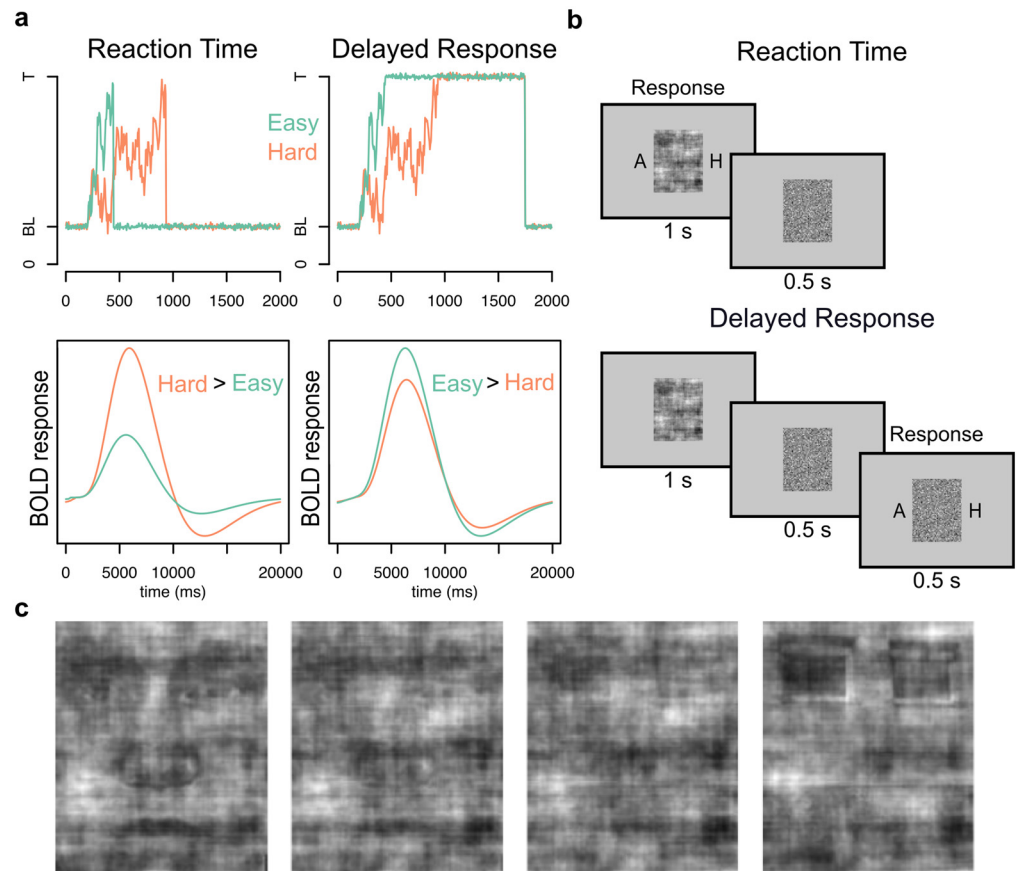 a
Reaction Time
Delayed Response
T
BL
0
Easy
Hard
T
BL
0
0 500 1000 1500 2000
0 500 1000 1500 2000
BOLD response
Hard > Easy
0 5000 10000 20000
time (ms)
BOLD response
Easy > Hard
0 5000 10000 20000
time (ms)
b
Reaction Time
Response
A H
1 s
0.5 s
Delayed Response
1 s
0.5 s
Response
A H
0.5 s
c